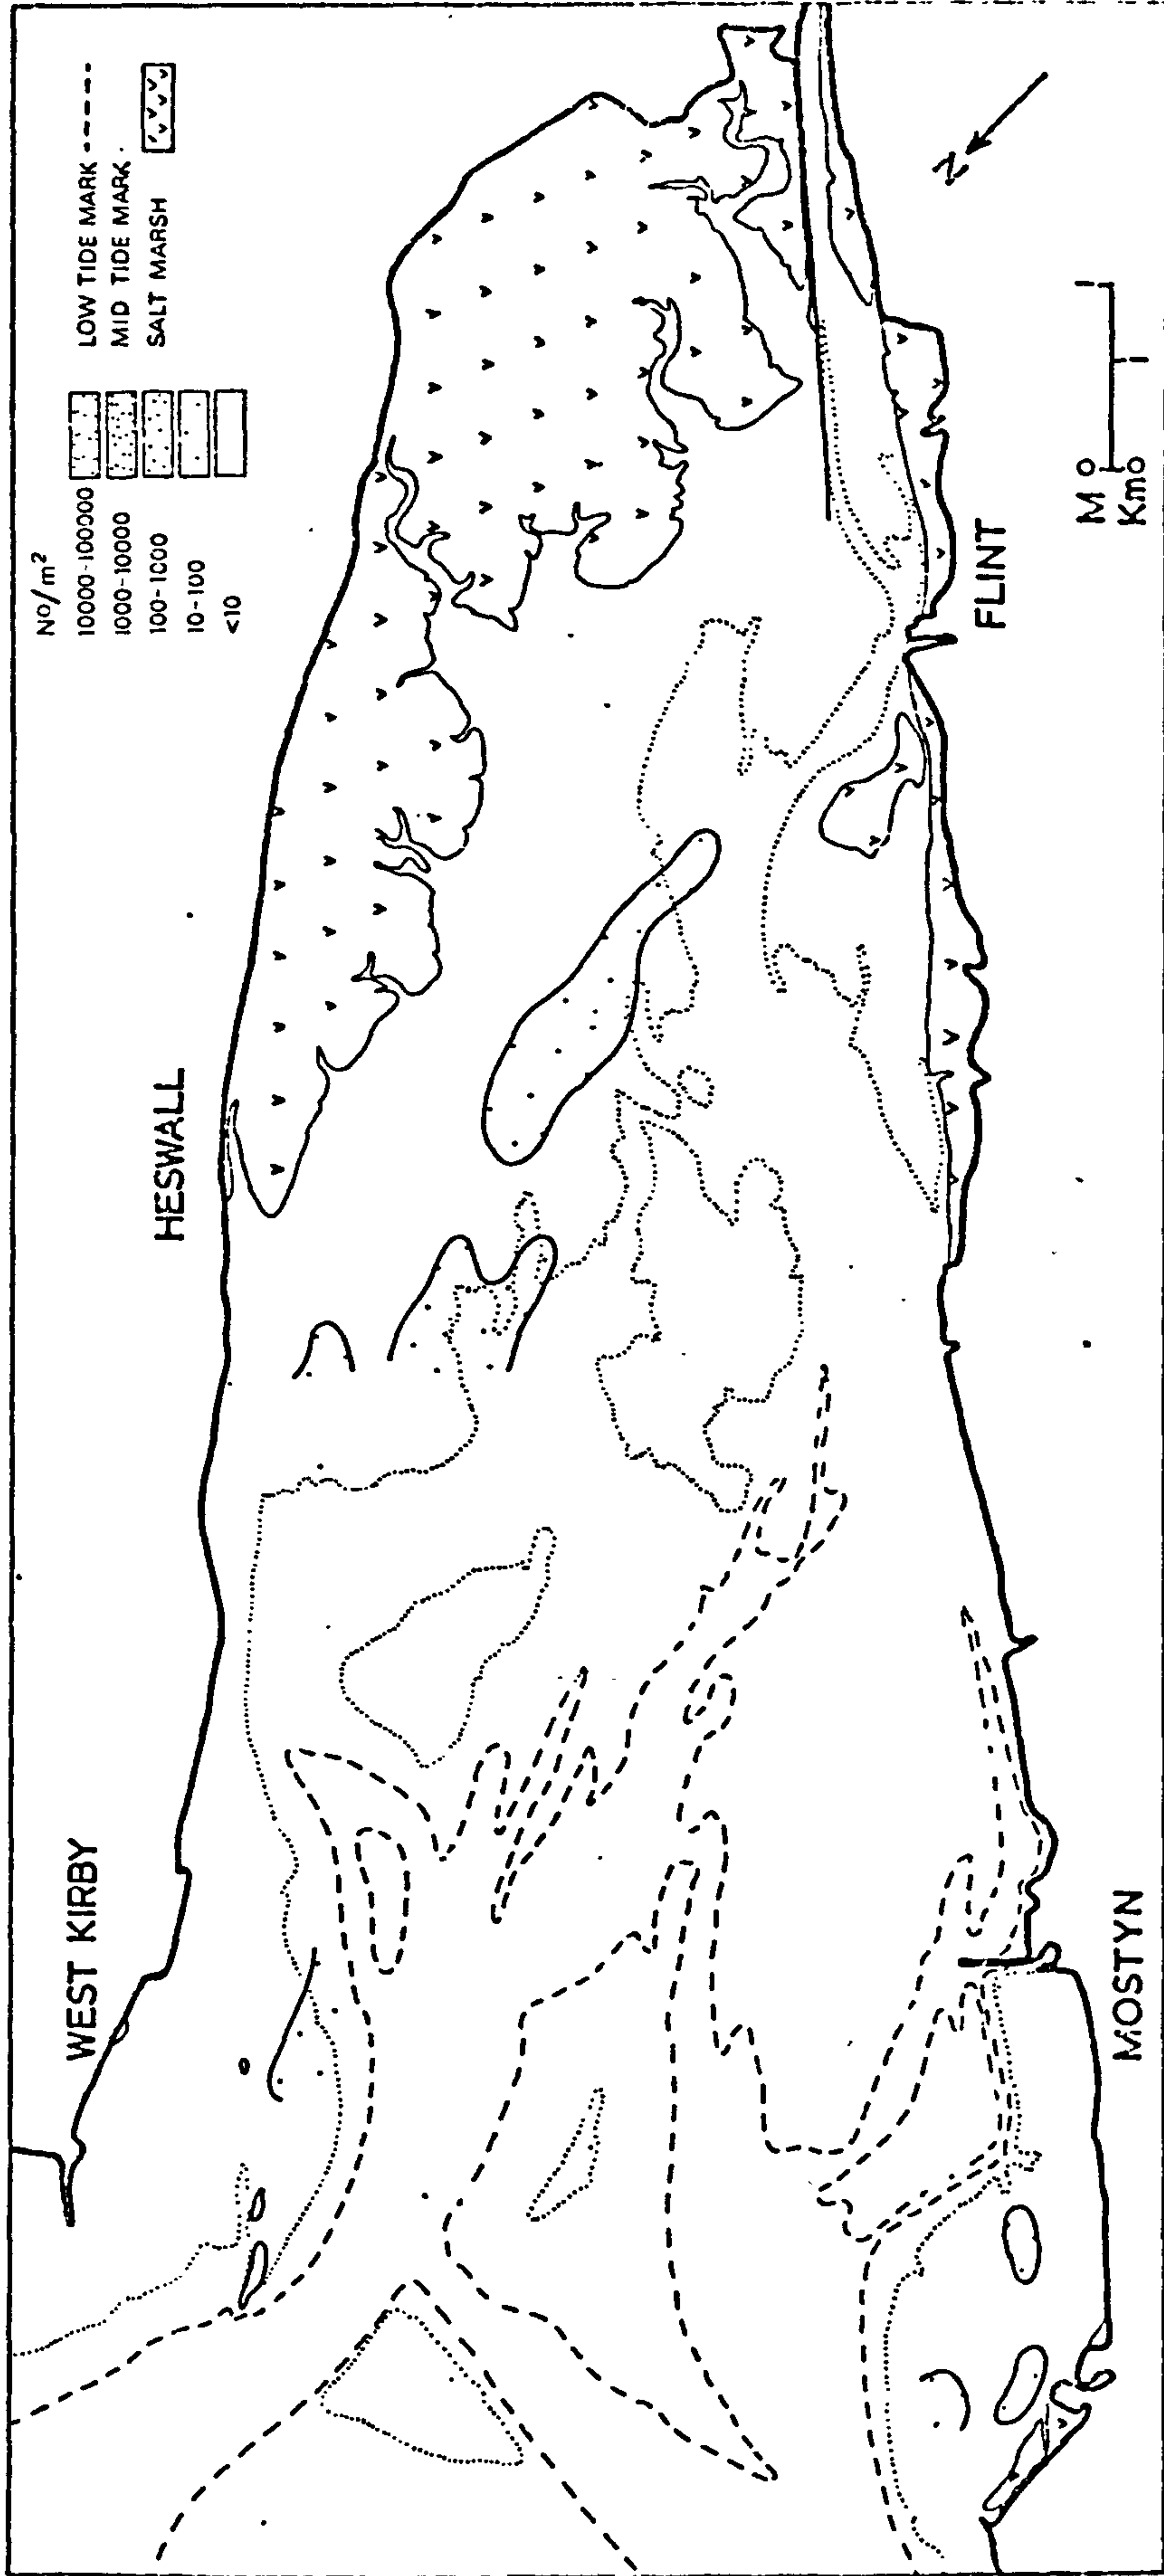 Nº/m²
10000-100000
1000-10000
100-1000
10-100
<10
LOW TIDE MARK
MID TIDE MARK
SALT MARSH
WEST KIRBY
HESWALL
FLINT
MOSTYN
N
M 0 1
Km 0 1